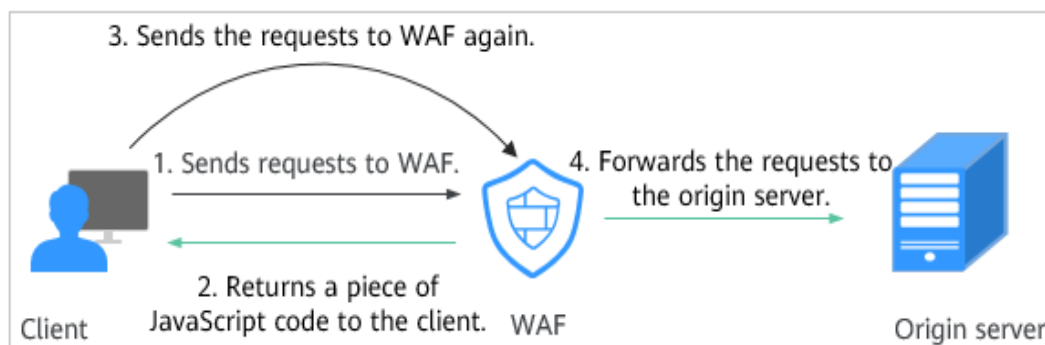 3. Sends the requests to WAF again.
1. Sends requests to WAF.
4. Forwards the requests to
the origin server.
2. Returns a piece of
JavaScript code to the client.
Client
WAF
Origin server